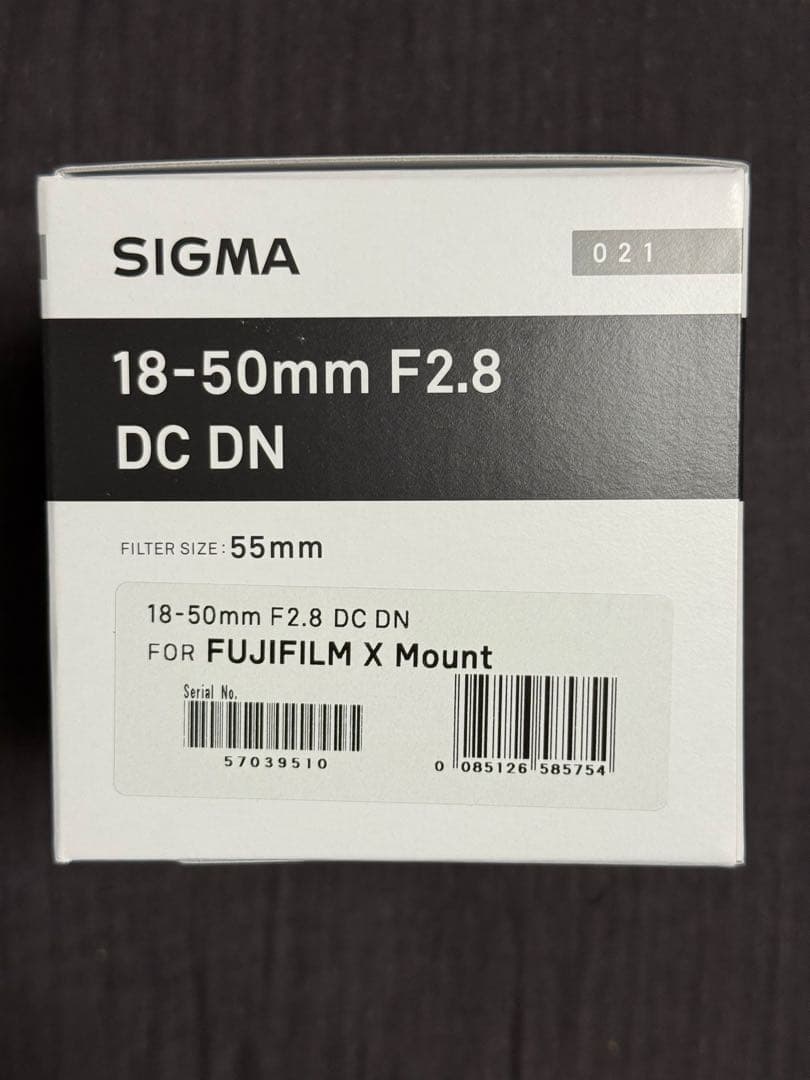 SIGMA
021
18-50mm F2.8
DC DN
FILTER SIZE: 55mm
18-50mm F2.8 DC DN
FOR FUJIFILM X Mount
Serial No.
57039510
0 085126 585754